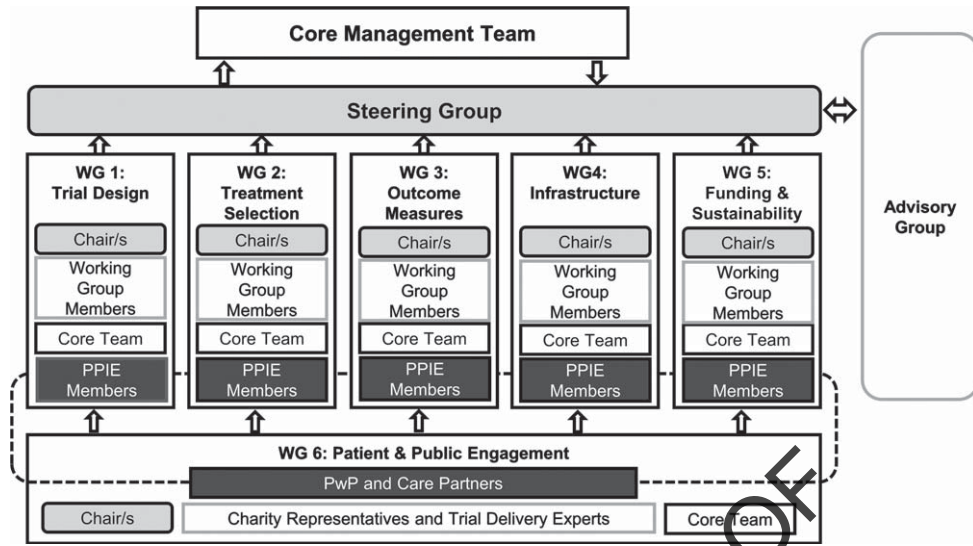 Core Management Team
Steering Group
WG 1:
Trial Design
Chair/s
Working
Group
Members
Core Team
PPIE
Members
WG 2:
Treatment
Selection
Chair/s
Working
Group
Members
Core Team
PPIE
Members
WG 3:
Outcome
Measures
Chair/s
Working
Group
Members
Core Team
PPIE
Members
WG4:
Infrastructure
Chair/s
Working
Group
Members
Core Team
PPIE
Members
WG 5:
Funding &
Sustainability
Chair/s
Working
Group
Members
Core Team
PPIE
Members
Advisory
Group
WG 6: Patient & Public Engagement
PwP and Care Partners
Chair/s
Charity Representatives and Trial Delivery Experts
Core Team
OF